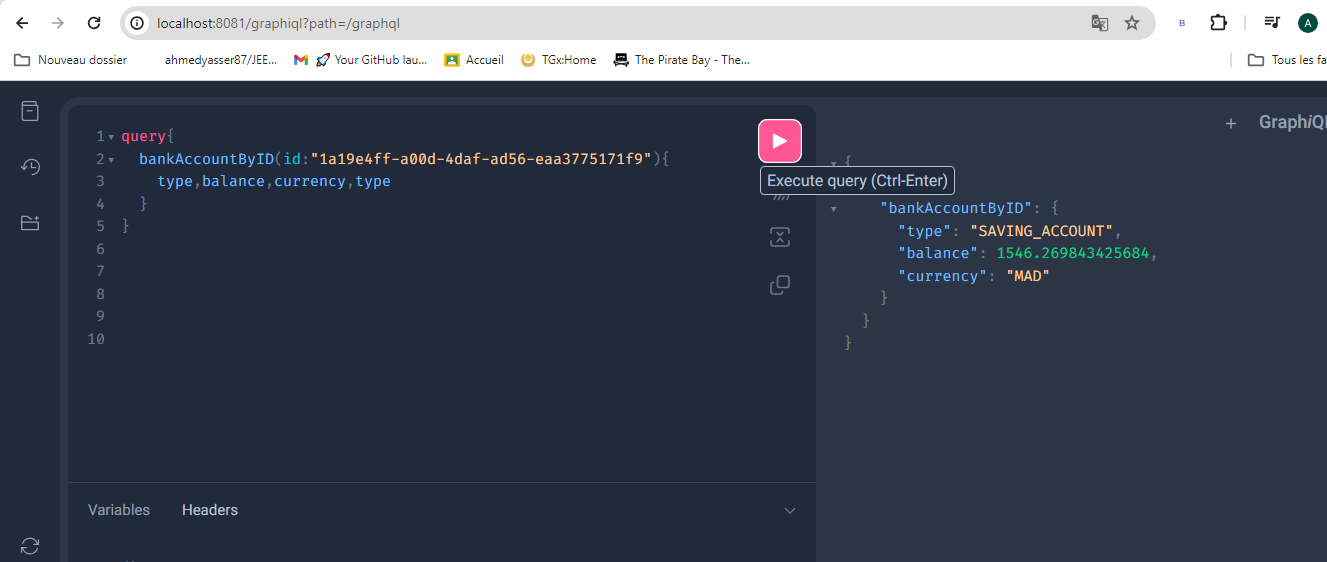 localhost:8081/graphiql?path=/graphql
B
A
Nouveau dossier
ahmedyasser87/JEE...
Your GitHub lau...
Accueil
TGx:Home
The Pirate Bay - The...
Tous les fa
1 query{
2 bankAccountByID(id:"1a19e4ff-a00d-4daf-ad56-eaa3775171f9"){
3 type,balance,currency,type
4 }
5 }
6
7
8
9
10
Execute query (Ctrl-Enter)
+ GraphiQl
{
"bankAccountByID": {
"type": "SAVING_ACCOUNT",
"balance": 1546.269843425684,
"currency": "MAD"
}
}
}
Variables
Headers